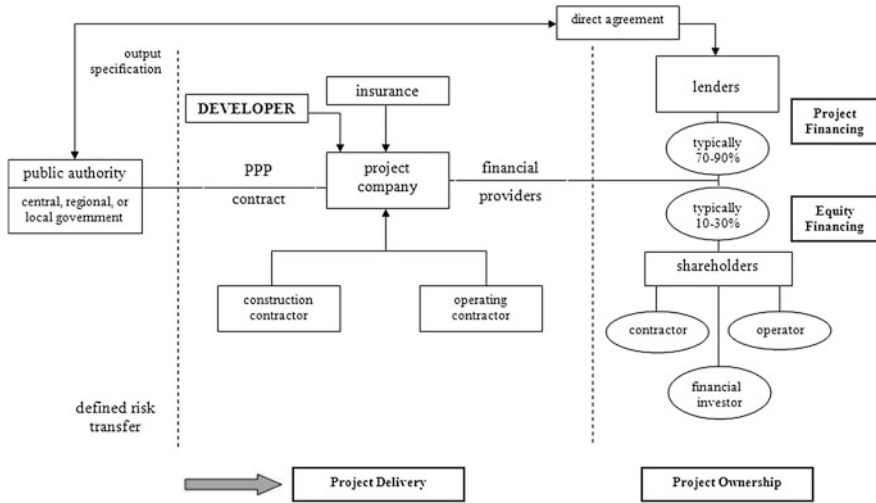 direct agreement
output
specification
lenders
insurance
DEVELOPER
Project
Financing
typically
70-90%
public authority
central, regional, or
local government
PPP
contract
project
company
financial
providers
typically
10-30%
Equity
Financing
shareholders
construction
contractor
operating
contractor
contractor
operator
financial
investor
defined risk
transfer
Project Delivery
Project Ownership